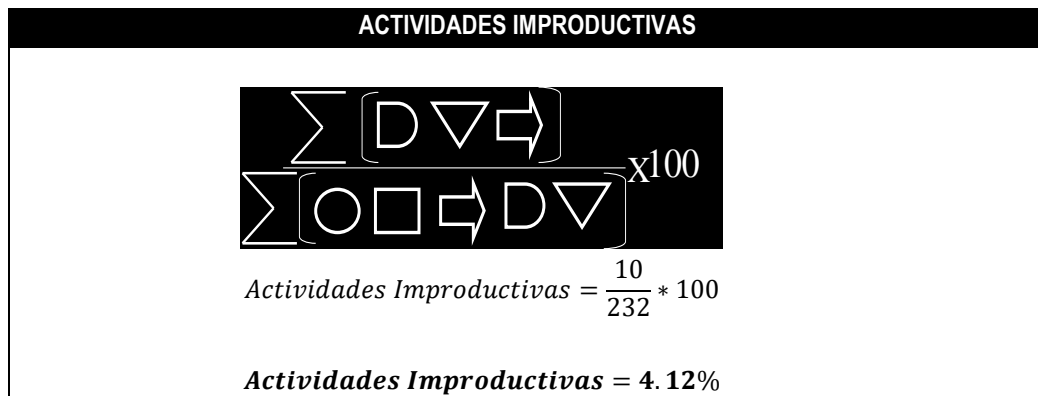 ACTIVIDADES IMPRODUCTIVAS
∑ [D ▽ ⇨]
∑ [○ □ ⇨ D ▽] X100
Actividades Improductivas = 10/232 * 100
Actividades Improductivas = 4.12%